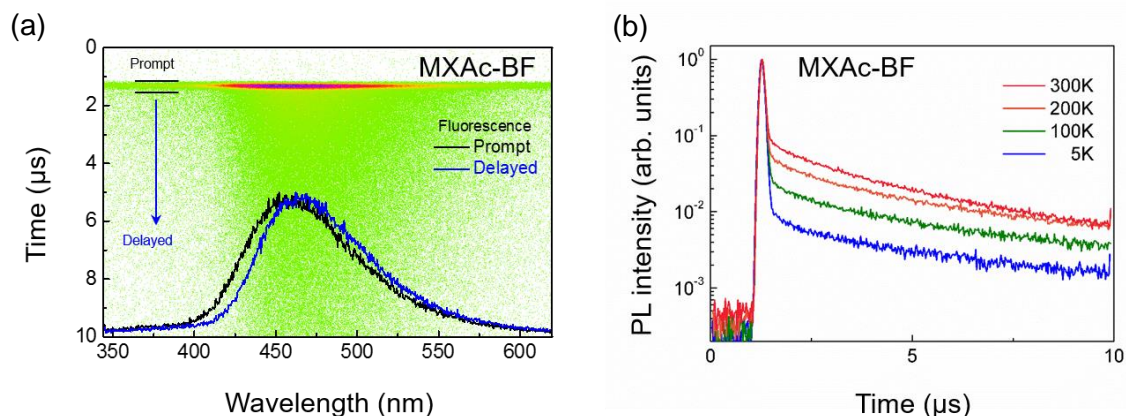 (a)
0
2
4
6
8
10
Time (µs)
Prompt
Delayed
MXAc-BF
Fluorescence
Prompt
Delayed
350 400 450 500 550 600
Wavelength (nm)
(b)
10⁰
10⁻¹
10⁻²
10⁻³
PL intensity (arb. units)
MXAc-BF
300K
200K
100K
5K
0 5 10
Time (µs)